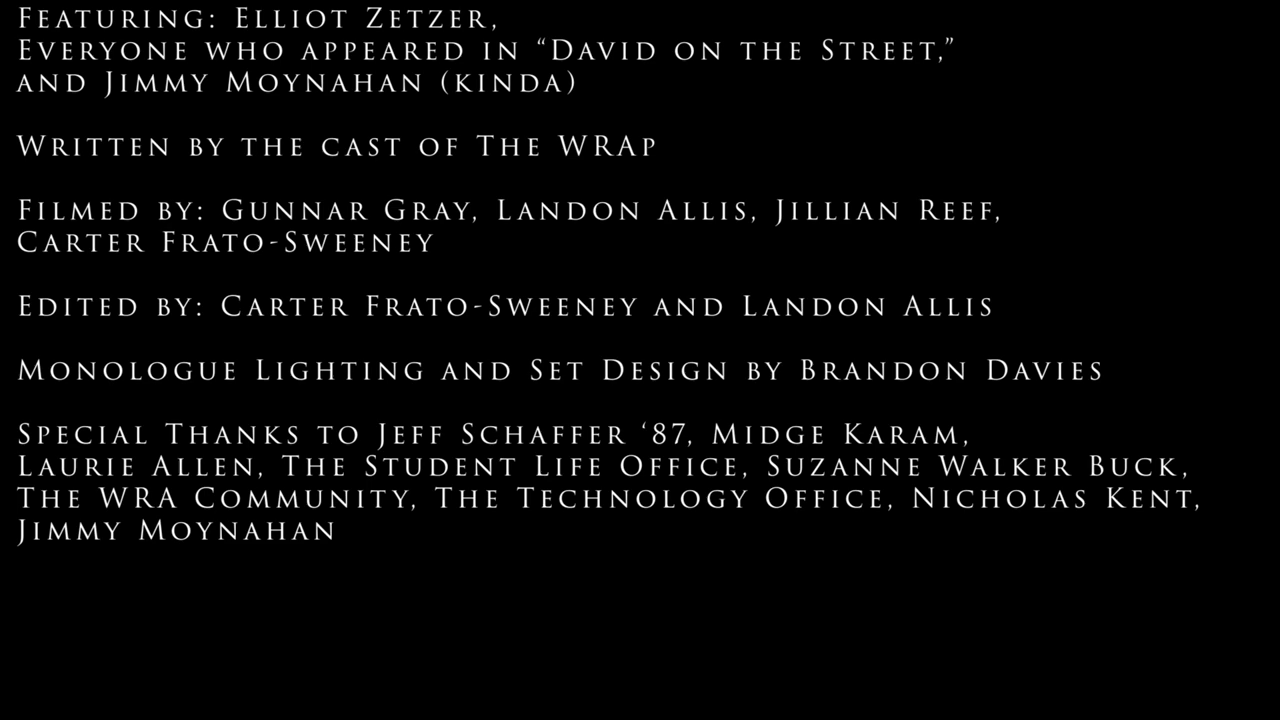 Featuring: Elliot Zetzer,
Everyone who appeared in “David on the Street,”
and Jimmy Moynahan (kinda)
Written by the cast of The WRAp
Filmed by: Gunnar Gray, Landon Allis, Jillian Reef,
Carter Frato-Sweeney
Edited by: Carter Frato-Sweeney and Landon Allis
Monologue Lighting and Set Design by Brandon Davies
Special Thanks to Jeff Schaffer ‘87, Midge Karam,
Laurie Allen, The Student Life Office, Suzanne Walker Buck,
The WRA Community, The Technology Office, Nicholas Kent,
Jimmy Moynahan